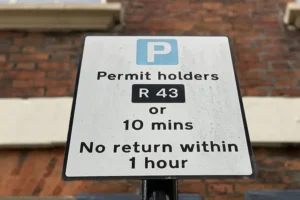 P
Permit holders
R 43
or
10 mins
No return within
1 hour